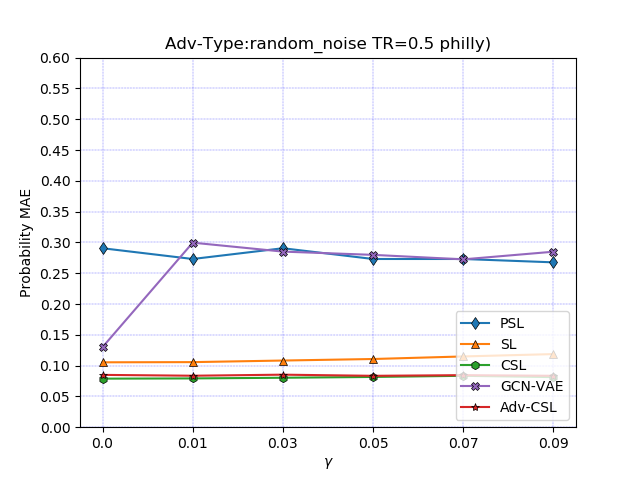 Adv-Type:random_noise TR=0.5 philly)
Probability MAE
0.60
0.55
0.50
0.45
0.40
0.35
0.30
0.25
0.20
0.15
0.10
0.05
0.00
0.0 0.01 0.03 0.05 0.07 0.09
γ
PSL
SL
CSL
GCN-VAE
Adv-CSL